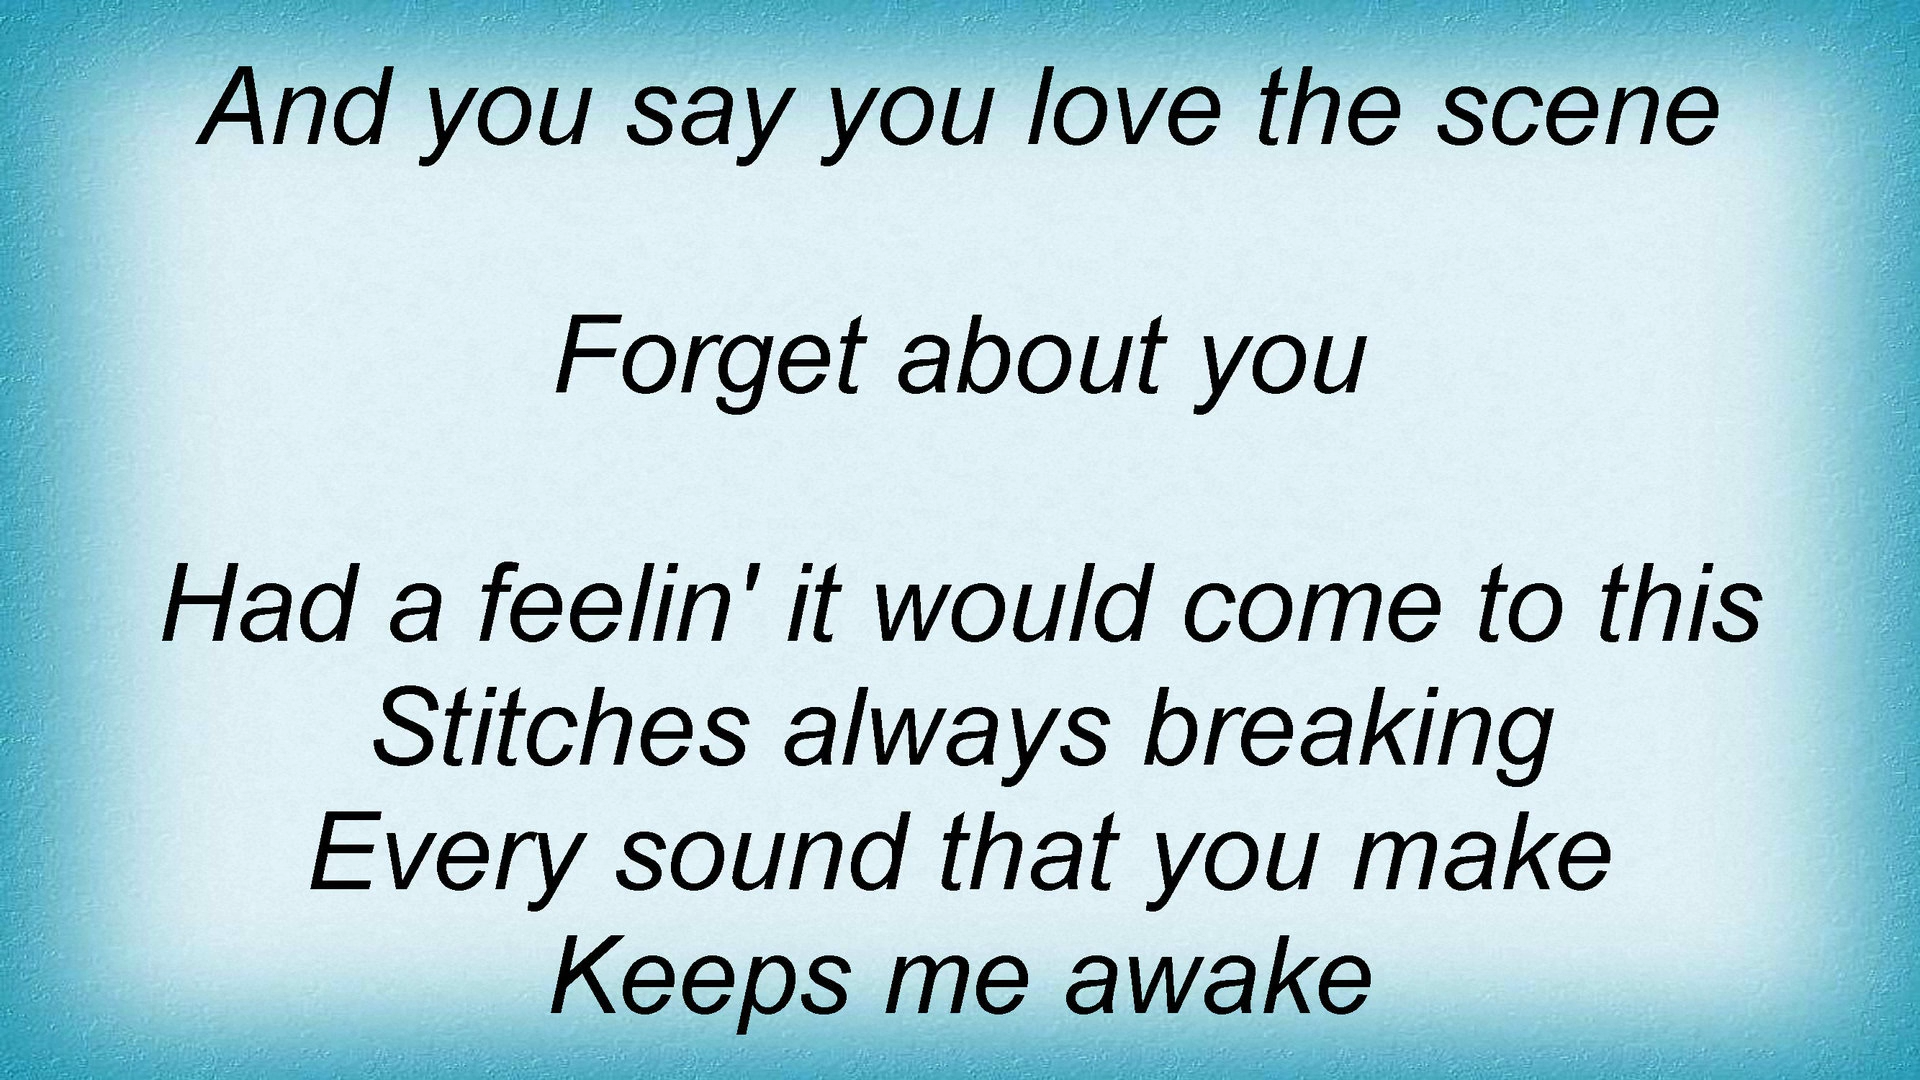 And you say you love the scene
Forget about you
Had a feelin' it would come to this
Stitches always breaking
Every sound that you make
Keeps me awake